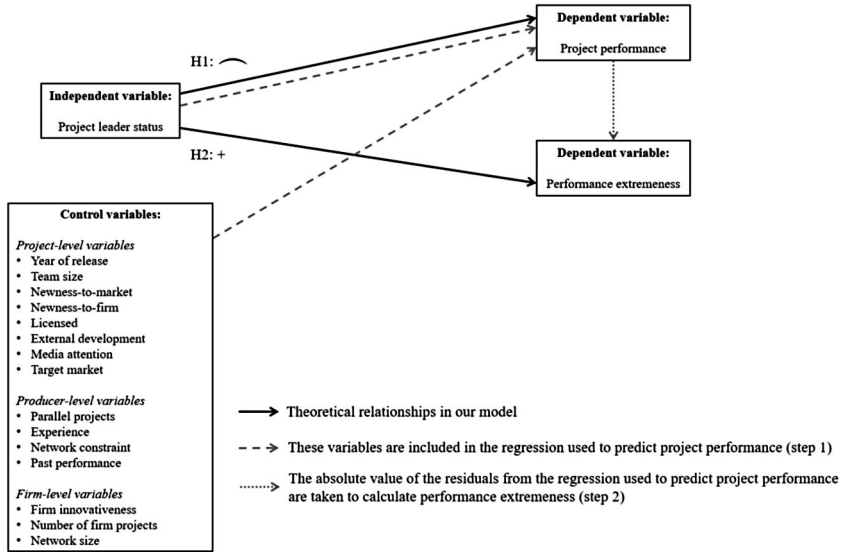 Dependent variable:
Project performance
H1:
Independent variable:
Project leader status
H2: +
Dependent variable:
Performance extremeness
Control variables:
Project-level variables
• Year of release
• Team size
• Newness-to-market
• Newness-to-firm
• Licensed
• External development
• Media attention
• Target market
Producer-level variables
• Parallel projects
• Experience
• Network constraint
• Past performance
Firm-level variables
• Firm innovativeness
• Number of firm projects
• Network size
Theoretical relationships in our model
These variables are included in the regression used to predict project performance (step 1)
The absolute value of the residuals from the regression used to predict project performance
are taken to calculate performance extremeness (step 2)